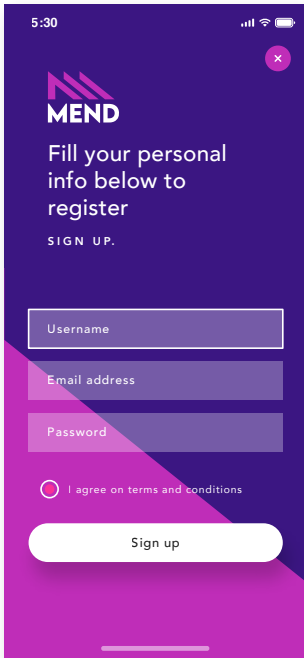 5:30
MEND
Fill your personal
info below to
register
SIGN UP.
Username
Email address
Password
I agree on terms and conditions
Sign up